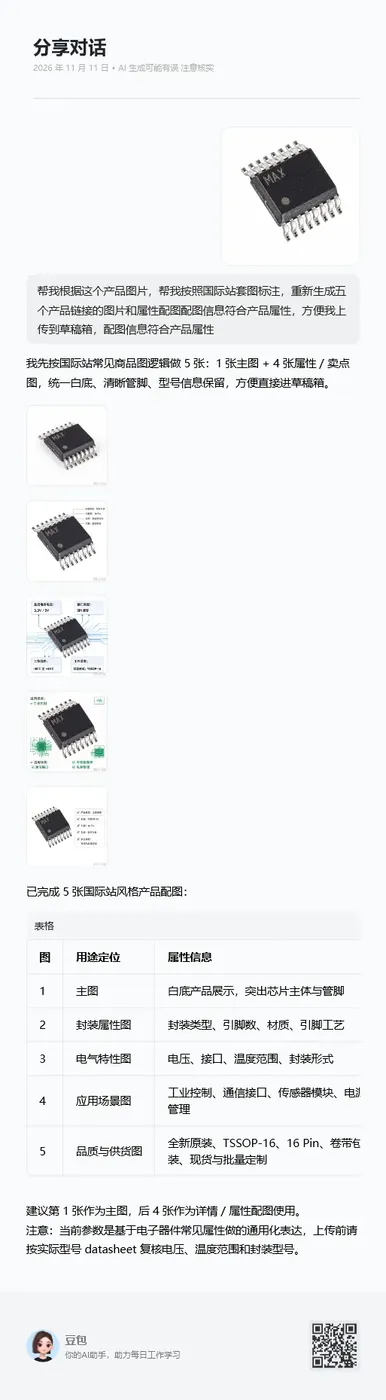 分享对话
2026 年 11 月 11 日 • AI 生成可能有误 注意核实
MAX
帮我根据这个产品图片，帮我按照国际站套图标注，重新生成五
个产品链接的图片和属性配图配图信息符合产品属性，方便我上
传到草稿箱，配图信息符合产品属性
我先按国际站常见商品图逻辑做 5 张：1 张主图 + 4 张属性 / 卖点
图，统一白底、清晰管脚、型号信息保留，方便直接进草稿箱。
MAX
MAX
3.3V / 5V
MAX
MAX
MAX
已完成 5 张国际站风格产品配图：
表格
图 用途定位 属性信息
1 主图 白底产品展示，突出芯片主体与管脚
2 封装属性图 封装类型、引脚数、材质、引脚工艺
3 电气特性图 电压、接口、温度范围、封装形式
4 应用场景图 工业控制、通信接口、传感器模块、电源
管理
5 品质与供货图 全新原装、TSSOP-16、16 Pin、卷带包
装、现货与批量定制
建议第 1 张作为主图，后 4 张作为详情 / 属性配图使用。
注意：当前参数是基于电子器件常见属性做的通用化表达，上传前请
按实际型号 datasheet 复核电压、温度范围和封装型号。
豆包
你的AI助手，助力每日工作学习